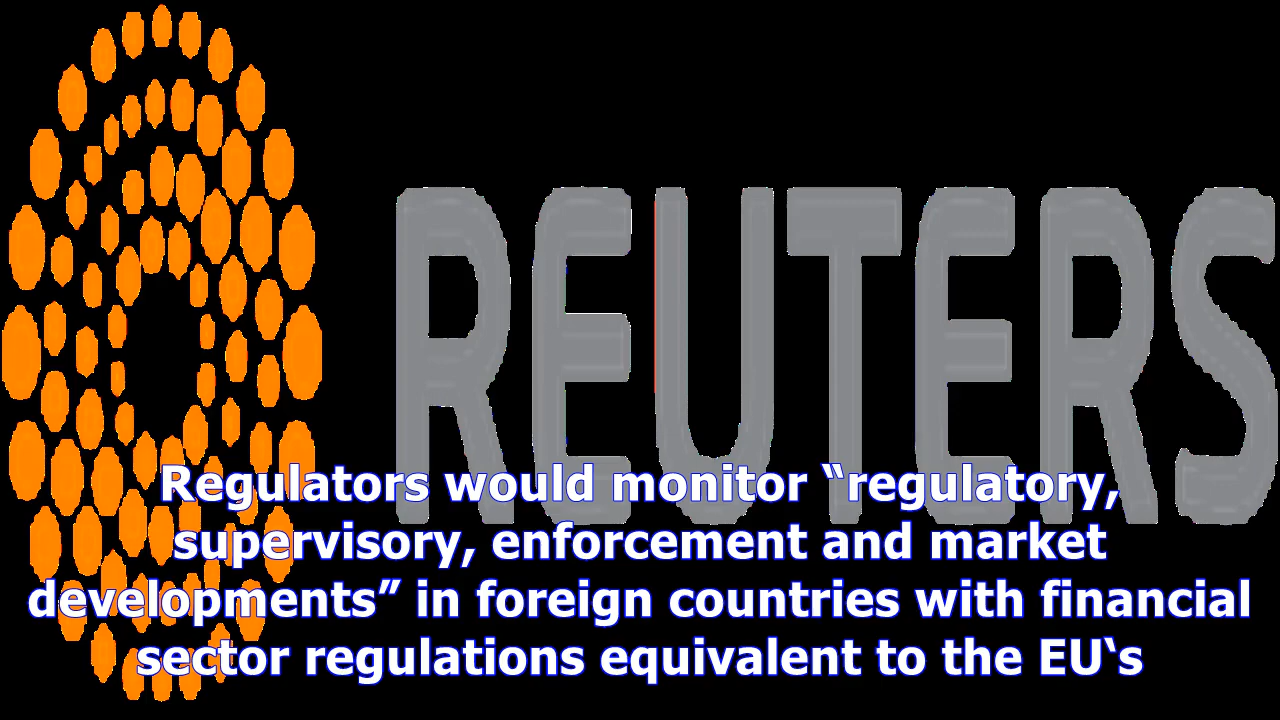 REUTERS
Regulators would monitor “regulatory,
supervisory, enforcement and market
developments” in foreign countries with financial
sector regulations equivalent to the EU‘s